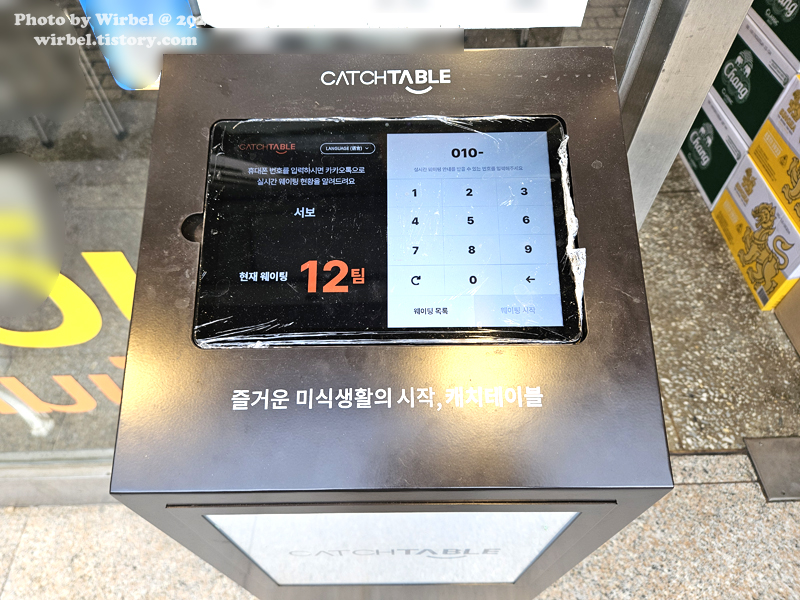 Photo by Wirbel @ 202
wirbel.tistory.com
CATCHTABLE
CATCHTABLE
LANGUAGE (언어)
휴대폰 번호를 입력하시면 카카오톡으로
실시간 웨이팅 현황을 알려드려요
서보
현재 웨이팅 12팀
010-
1 2 3
4 5 6
7 8 9
0
웨이팅 목록 웨이팅 시작
즐거운 미식생활의 시작, 캐치테이블
CATCHTABLE
Chang
Chang